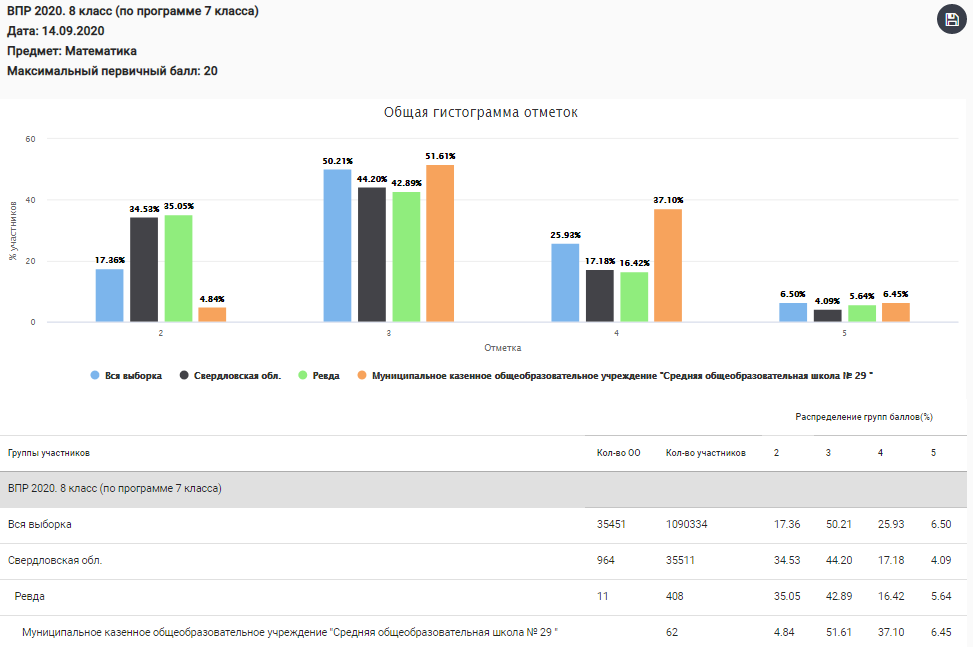 ВПР 2020. 8 класс (по программе 7 класса)
Дата: 14.09.2020
Предмет: Математика
Максимальный первичный балл: 20
Общая гистограмма отметок
60
40
20
0
% участников
17.36% 34.53% 35.05% 4.84%
50.21% 44.20% 42.89% 51.61%
25.93% 17.18% 16.42% 37.10%
6.50% 4.09% 5.64% 6.45%
2 3 4 5
Отметка
Вся выборка Свердловская обл. Ревда Муниципальное казенное общеобразовательное учреждение "Средняя общеобразовательная школа № 29 "
Распределение групп баллов(%)
Группы участников Кол-во ОО Кол-во участников 2 3 4 5
ВПР 2020. 8 класс (по программе 7 класса)
Вся выборка 35451 1090334 17.36 50.21 25.93 6.50
Свердловская обл. 964 35511 34.53 44.20 17.18 4.09
Ревда 11 408 35.05 42.89 16.42 5.64
Муниципальное казенное общеобразовательное учреждение "Средняя общеобразовательная школа № 29 " 62 4.84 51.61 37.10 6.45